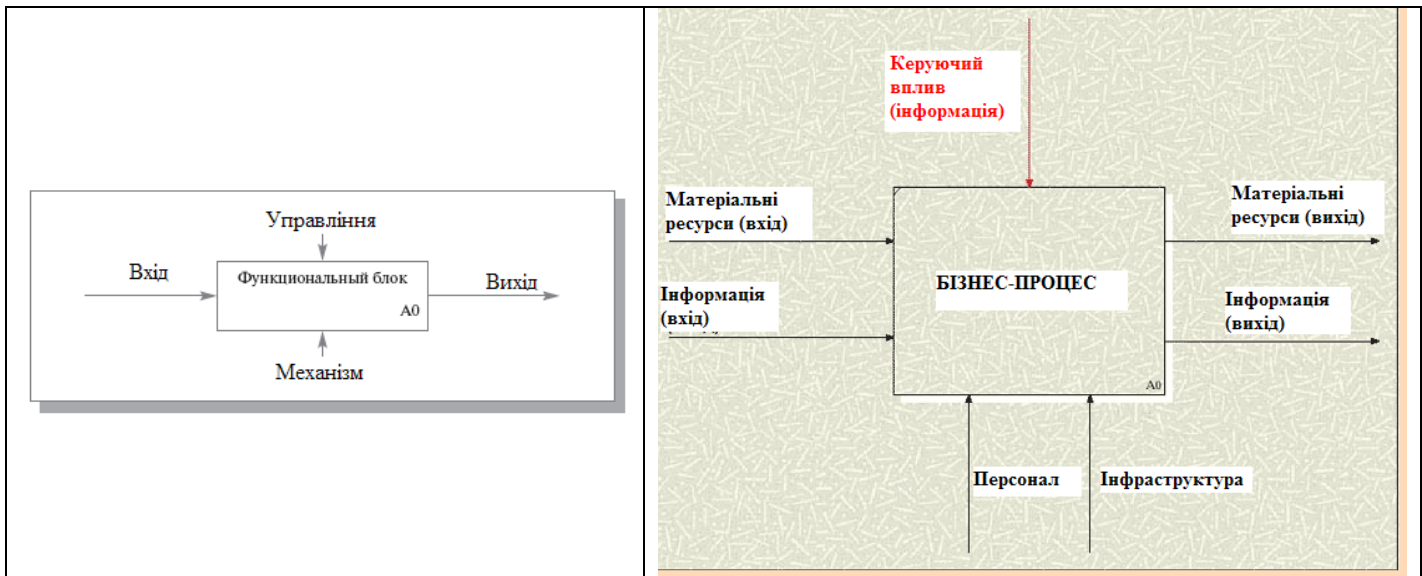 Управління
Вхід
Функциональный блок
Вихід
A0
Механізм
Керуючий
вплив
(інформація)
Матеріальні
ресурси (вхід)
Матеріальні
ресурси (вихід)
БІЗНЕС-ПРОЦЕС
Інформація
(вхід)
Інформація
(вихід)
A0
Персонал
Інфраструктура